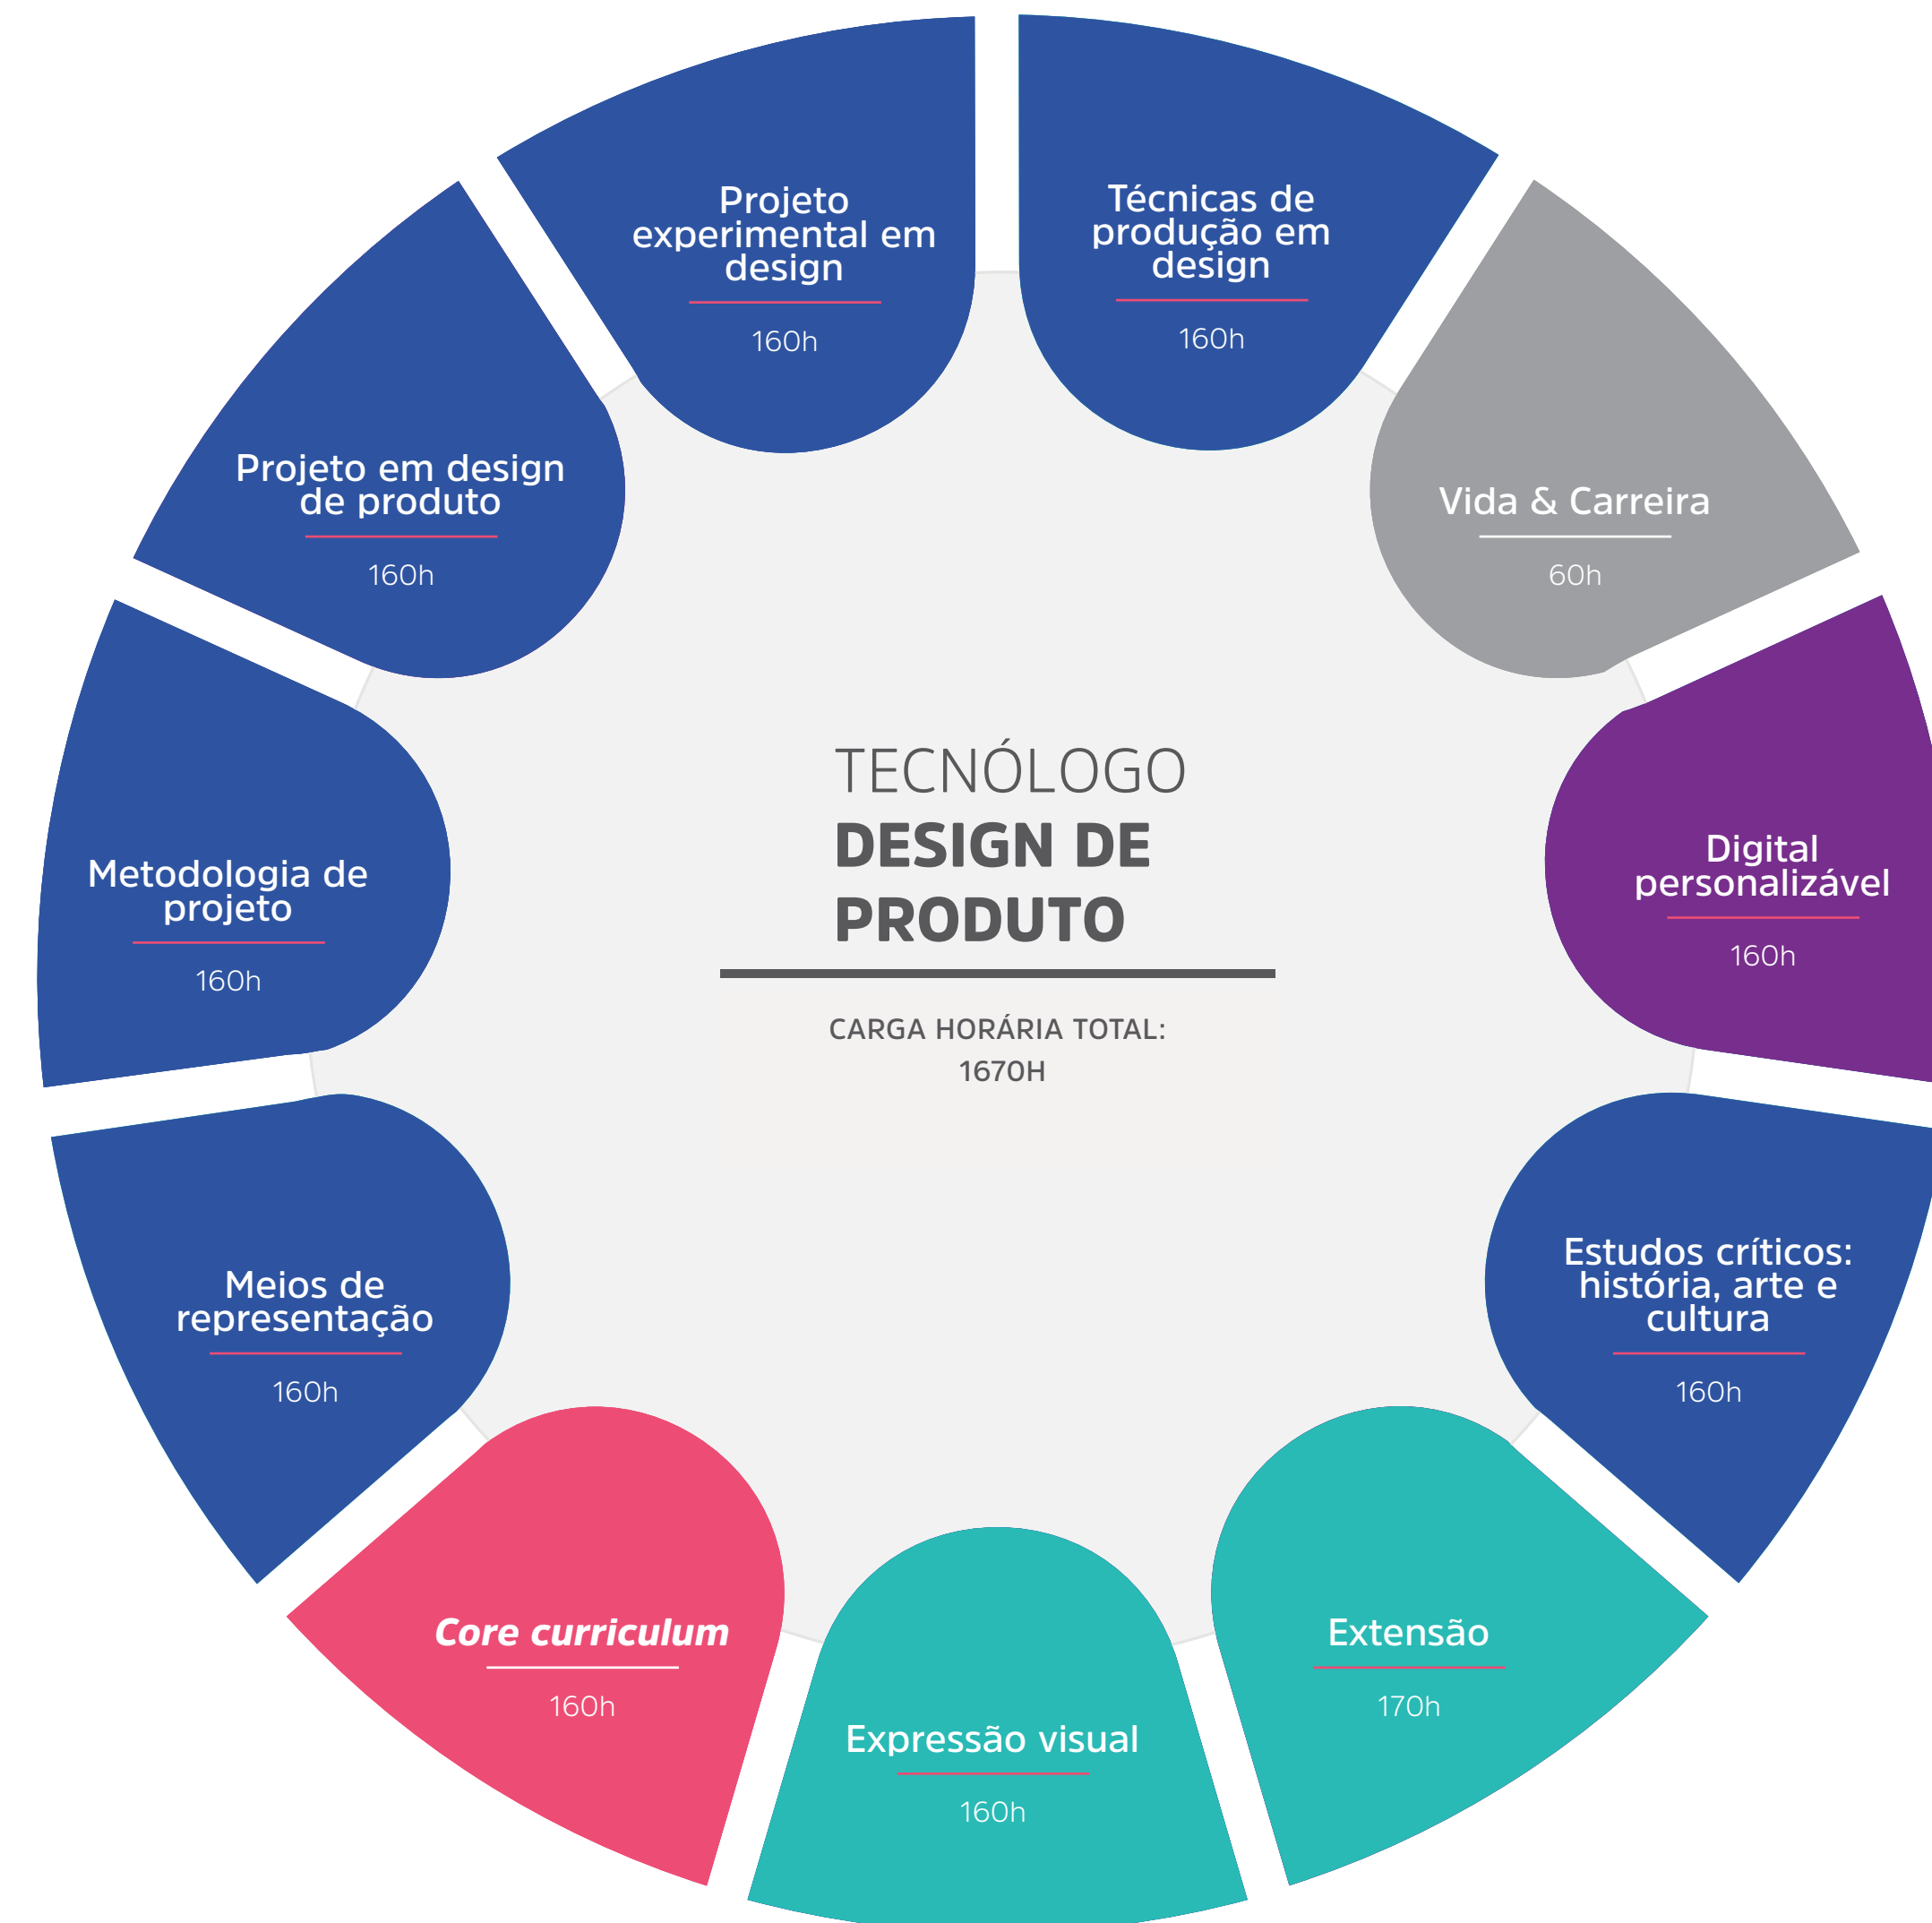 Projeto
experimental em
design
160h
Técnicas de
produção em
design
160h
Vida & Carreira
60h
Digital
personalizável
160h
Estudos críticos:
história, arte e
cultura
160h
Extensão
170h
Expressão visual
160h
Core curriculum
160h
Meios de
representação
160h
Metodologia de
projeto
160h
Projeto em design
de produto
160h
TECNÓLOGO
DESIGN DE
PRODUTO
CARGA HORÁRIA TOTAL:
1670H